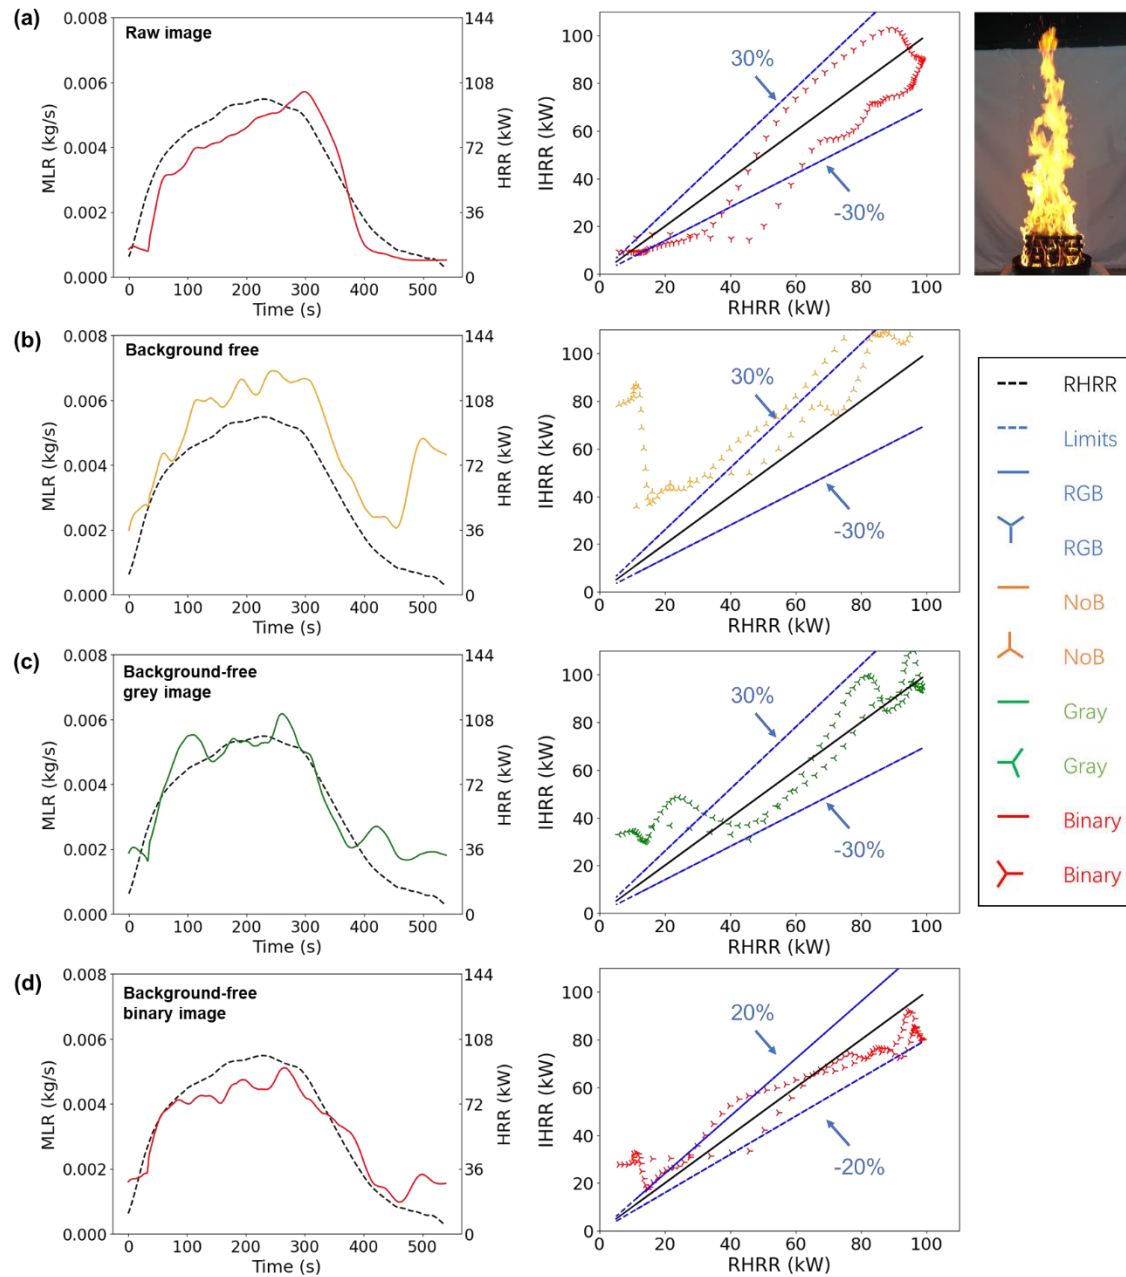 (a)
Raw image
0.008
0.006
0.004
0.002
0.000
MLR (kg/s)
144
108
72
36
0
HRR (kW)
0 100 200 300 400 500
Time (s)
100
80
60
40
20
0
IHRR (kW)
30%
-30%
0 20 40 60 80 100
RHRR (kW)
(b)
Background free
0.008
0.006
0.004
0.002
0.000
MLR (kg/s)
144
108
72
36
0
HRR (kW)
0 100 200 300 400 500
Time (s)
100
80
60
40
20
0
IHRR (kW)
30%
-30%
0 20 40 60 80 100
RHRR (kW)
RHRR
Limits
RGB
RGB
NoB
NoB
Gray
Gray
Binary
Binary
(c)
Background-free
grey image
0.008
0.006
0.004
0.002
0.000
MLR (kg/s)
144
108
72
36
0
HRR (kW)
0 100 200 300 400 500
Time (s)
100
80
60
40
20
0
IHRR (kW)
30%
-30%
0 20 40 60 80 100
RHRR (kW)
(d)
Background-free
binary image
0.008
0.006
0.004
0.002
0.000
MLR (kg/s)
144
108
72
36
0
HRR (kW)
0 100 200 300 400 500
Time (s)
100
80
60
40
20
0
IHRR (kW)
20%
-20%
0 20 40 60 80 100
RHRR (kW)